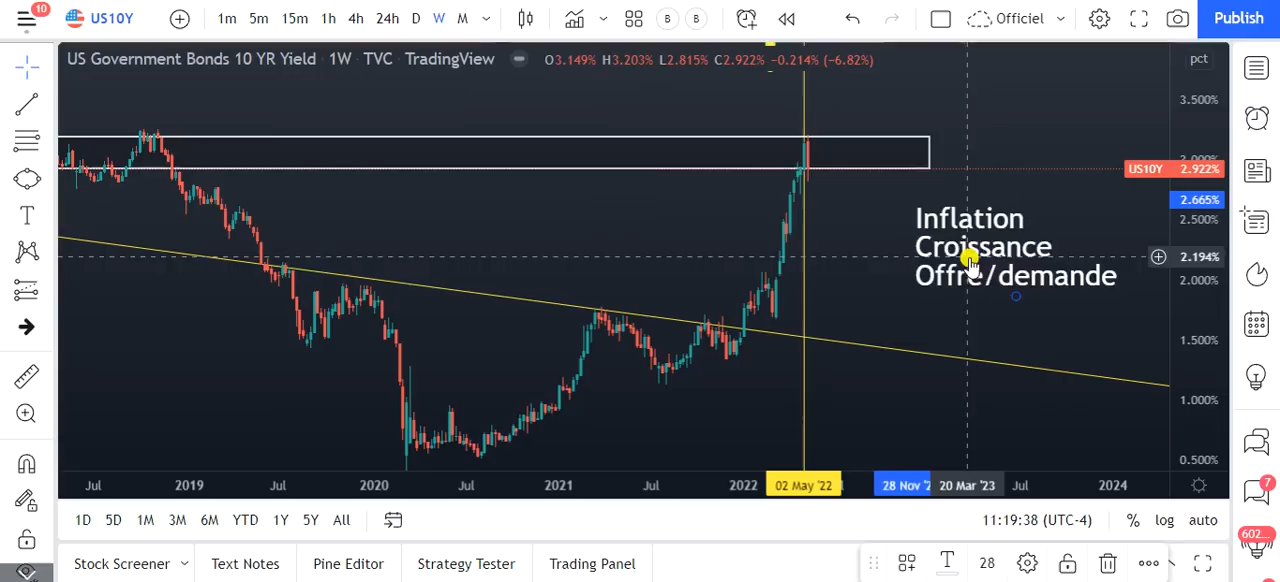 10
US10Y
1m 5m 15m 1h 4h 24h D W M
B B
Officiel
Publish
US Government Bonds 10 YR Yield · 1W · TVC · TradingView
O3.149% H3.203% L2.815% C2.922% −0.214% (−6.82%)
pct
3.500%
3.000%
US10Y 2.922%
2.665%
2.500%
Inflation
Croissance
Offre/demande
2.194%
2.000%
1.500%
1.000%
0.500%
Jul 2019 Jul 2020 Jul 2021 Jul 2022 02 May '22 28 Nov '2 20 Mar '23 Jul 2024
1D 5D 1M 3M 6M YTD 1Y 5Y All
11:19:38 (UTC-4) % log auto
7
602...
Stock Screener Text Notes Pine Editor Strategy Tester Trading Panel
T 28